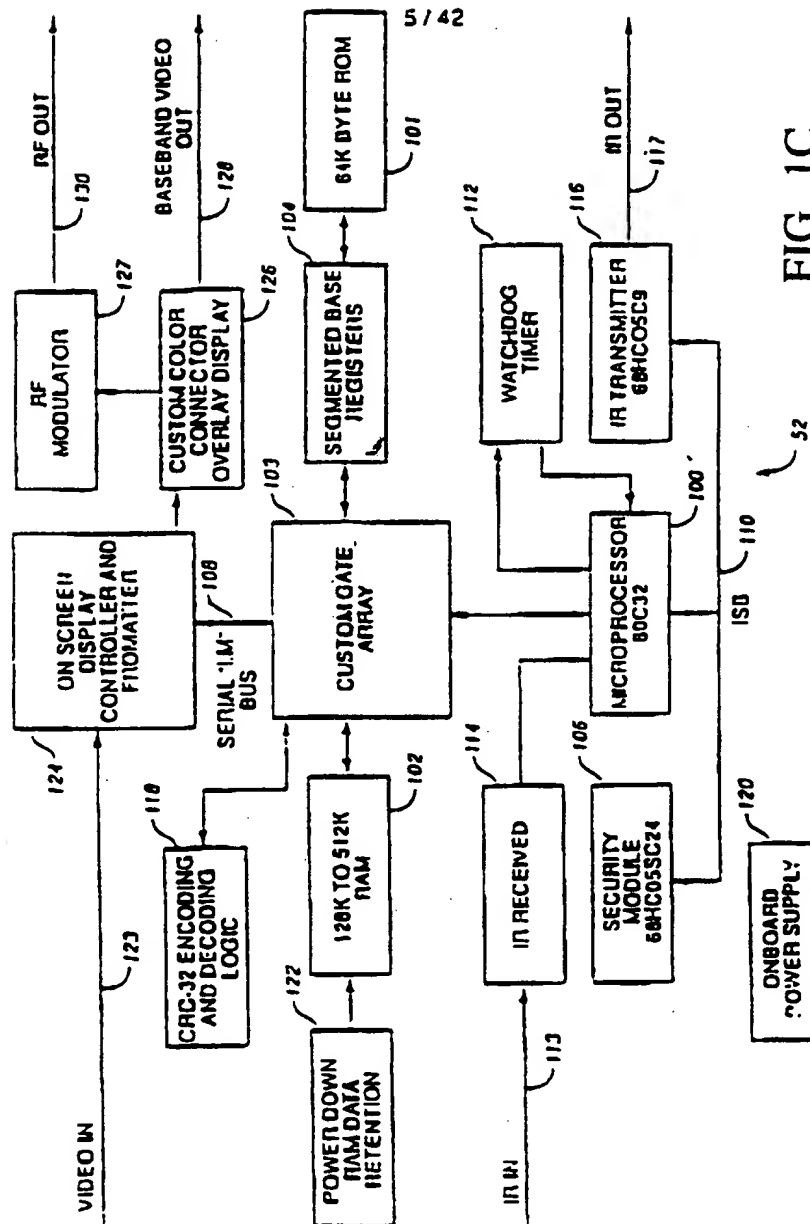 5/42
VIDEO IN
123
124
ON SCREEN
DISPLAY
CONTROLLER AND
FROMATTER
RF
MODULATOR
127
RF OUT
130
CUSTOM COLOR
CONNECTOR
OVERLAY DISPLAY
126
BASEBAND VIDEO
OUT
128
118
CRC-32 ENCODING
AND DECODING
LOGIC
SERIAL "I.M"
BUS
108
122
POWER DOWN
RAM DATA
RETENTION
128K TO 512K
RAM
102
CUSTOM GATE
ARRAY
103
SEGMENTED BASE
REGISTERS
104
64K BYTE ROM
101
IR IN
113
IR RECEIVED
114
MICROPROCESSOR
80C32
100'
WATCHDOG
TIMER
112
SECURITY
MODULE
68HC05SC24
106
IR TRANSMITTER
68HC05C9
116
IR OUT
117
ISB
110
ONBOARD
POWER SUPPLY
120
52
FIG. 1C